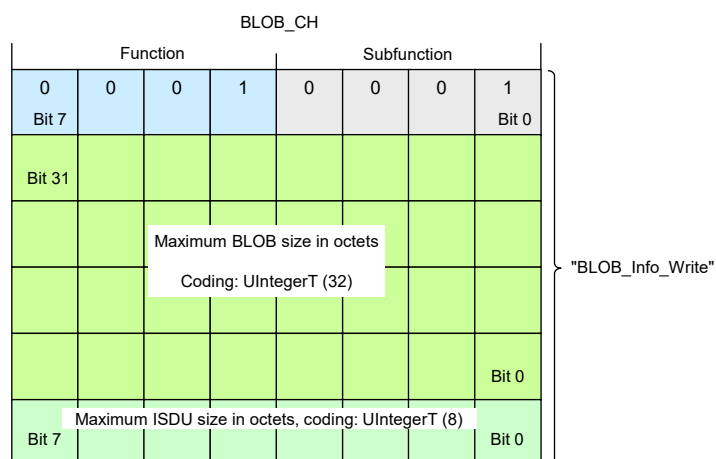 BLOB_CH
Function Subfunction
0 0 0 1 0 0 0 1
Bit 7 Bit 0
Bit 31
Maximum BLOB size in octets
Coding: UIntegerT (32)
"BLOB_Info_Write"
Bit 0
Maximum ISDU size in octets, coding: UIntegerT (8)
Bit 7 Bit 0